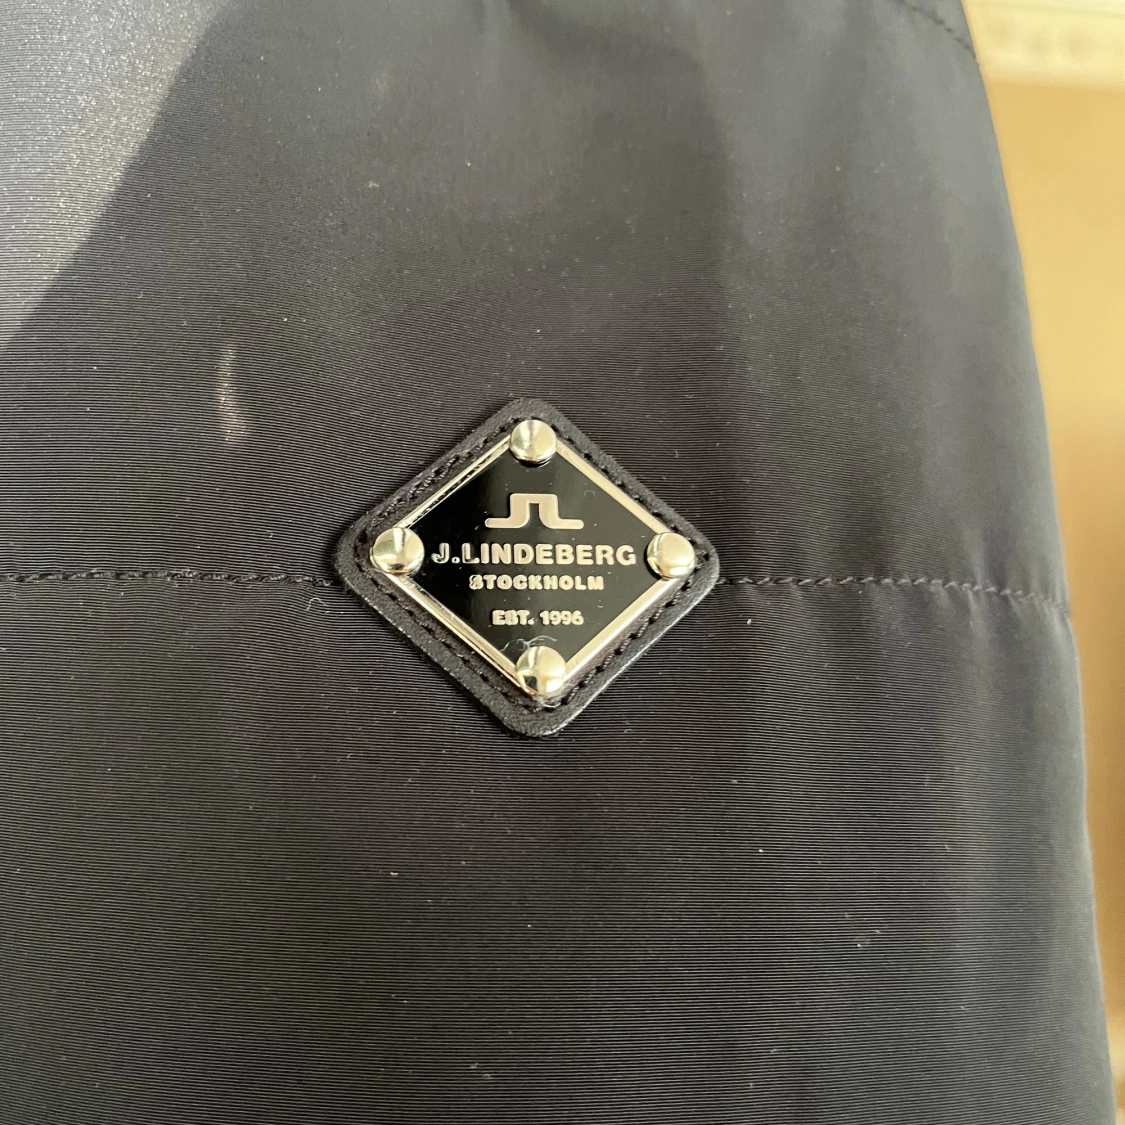 J.LINDEBERG
STOCKHOLM
EST. 1996